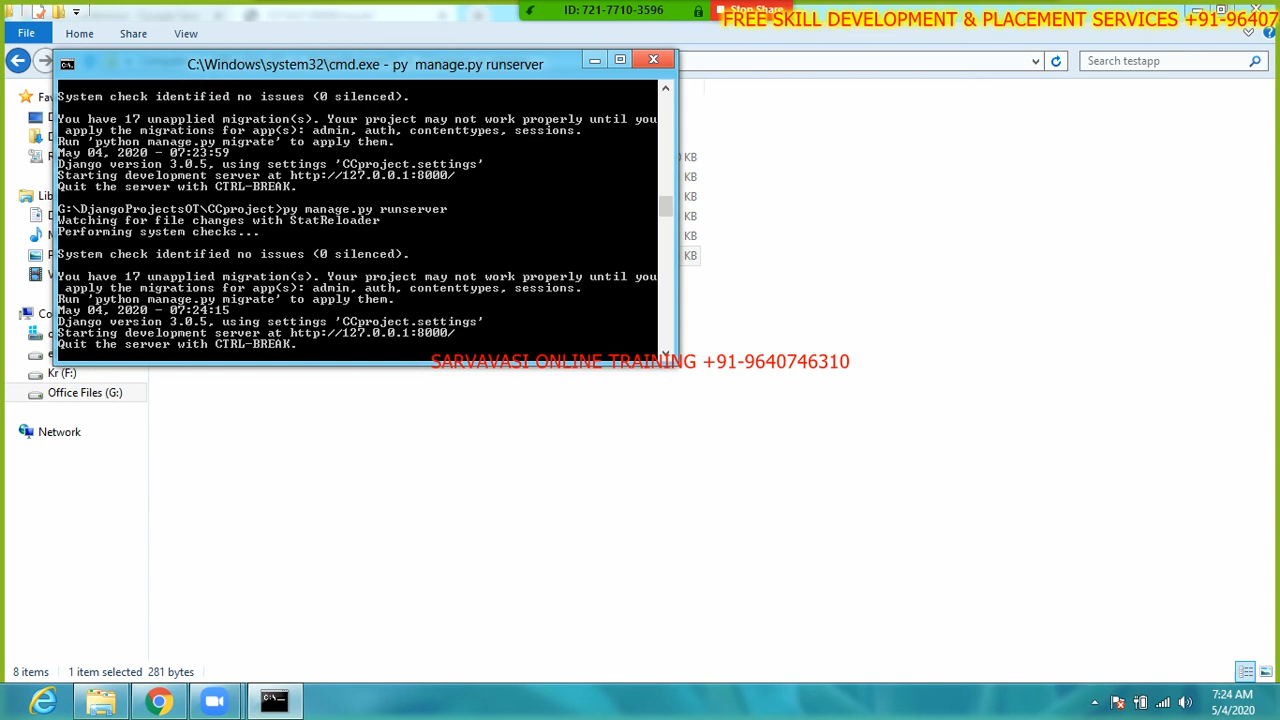 ID: 721-7710-3596
Stop Share
FREE SKILL DEVELOPMENT & PLACEMENT SERVICES +91-96407
File
Home
Share
View
C:\Windows\system32\cmd.exe - py manage.py runserver
Search testapp
System check identified no issues (0 silenced).
You have 17 unapplied migration(s). Your project may not work properly until you
apply the migrations for app(s): admin, auth, contenttypes, sessions.
Run 'python manage.py migrate' to apply them.
May 04, 2020 - 07:23:59
Django version 3.0.5, using settings 'CCproject.settings'
Starting development server at http://127.0.0.1:8000/
Quit the server with CTRL-BREAK.
G:\DjangoProjectsOT\CCproject>py manage.py runserver
Watching for file changes with StatReloader
Performing system checks...
System check identified no issues (0 silenced).
You have 17 unapplied migration(s). Your project may not work properly until you
apply the migrations for app(s): admin, auth, contenttypes, sessions.
Run 'python manage.py migrate' to apply them.
May 04, 2020 - 07:24:15
Django version 3.0.5, using settings 'CCproject.settings'
Starting development server at http://127.0.0.1:8000/
Quit the server with CTRL-BREAK.
Fav
Lib
Co
KB
KB
KB
KB
KB
SARVAVASI ONLINE TRAINING +91-9640746310
Kr (F:)
Office Files (G:)
Network
8 items
1 item selected 281 bytes
7:24 AM
5/4/2020